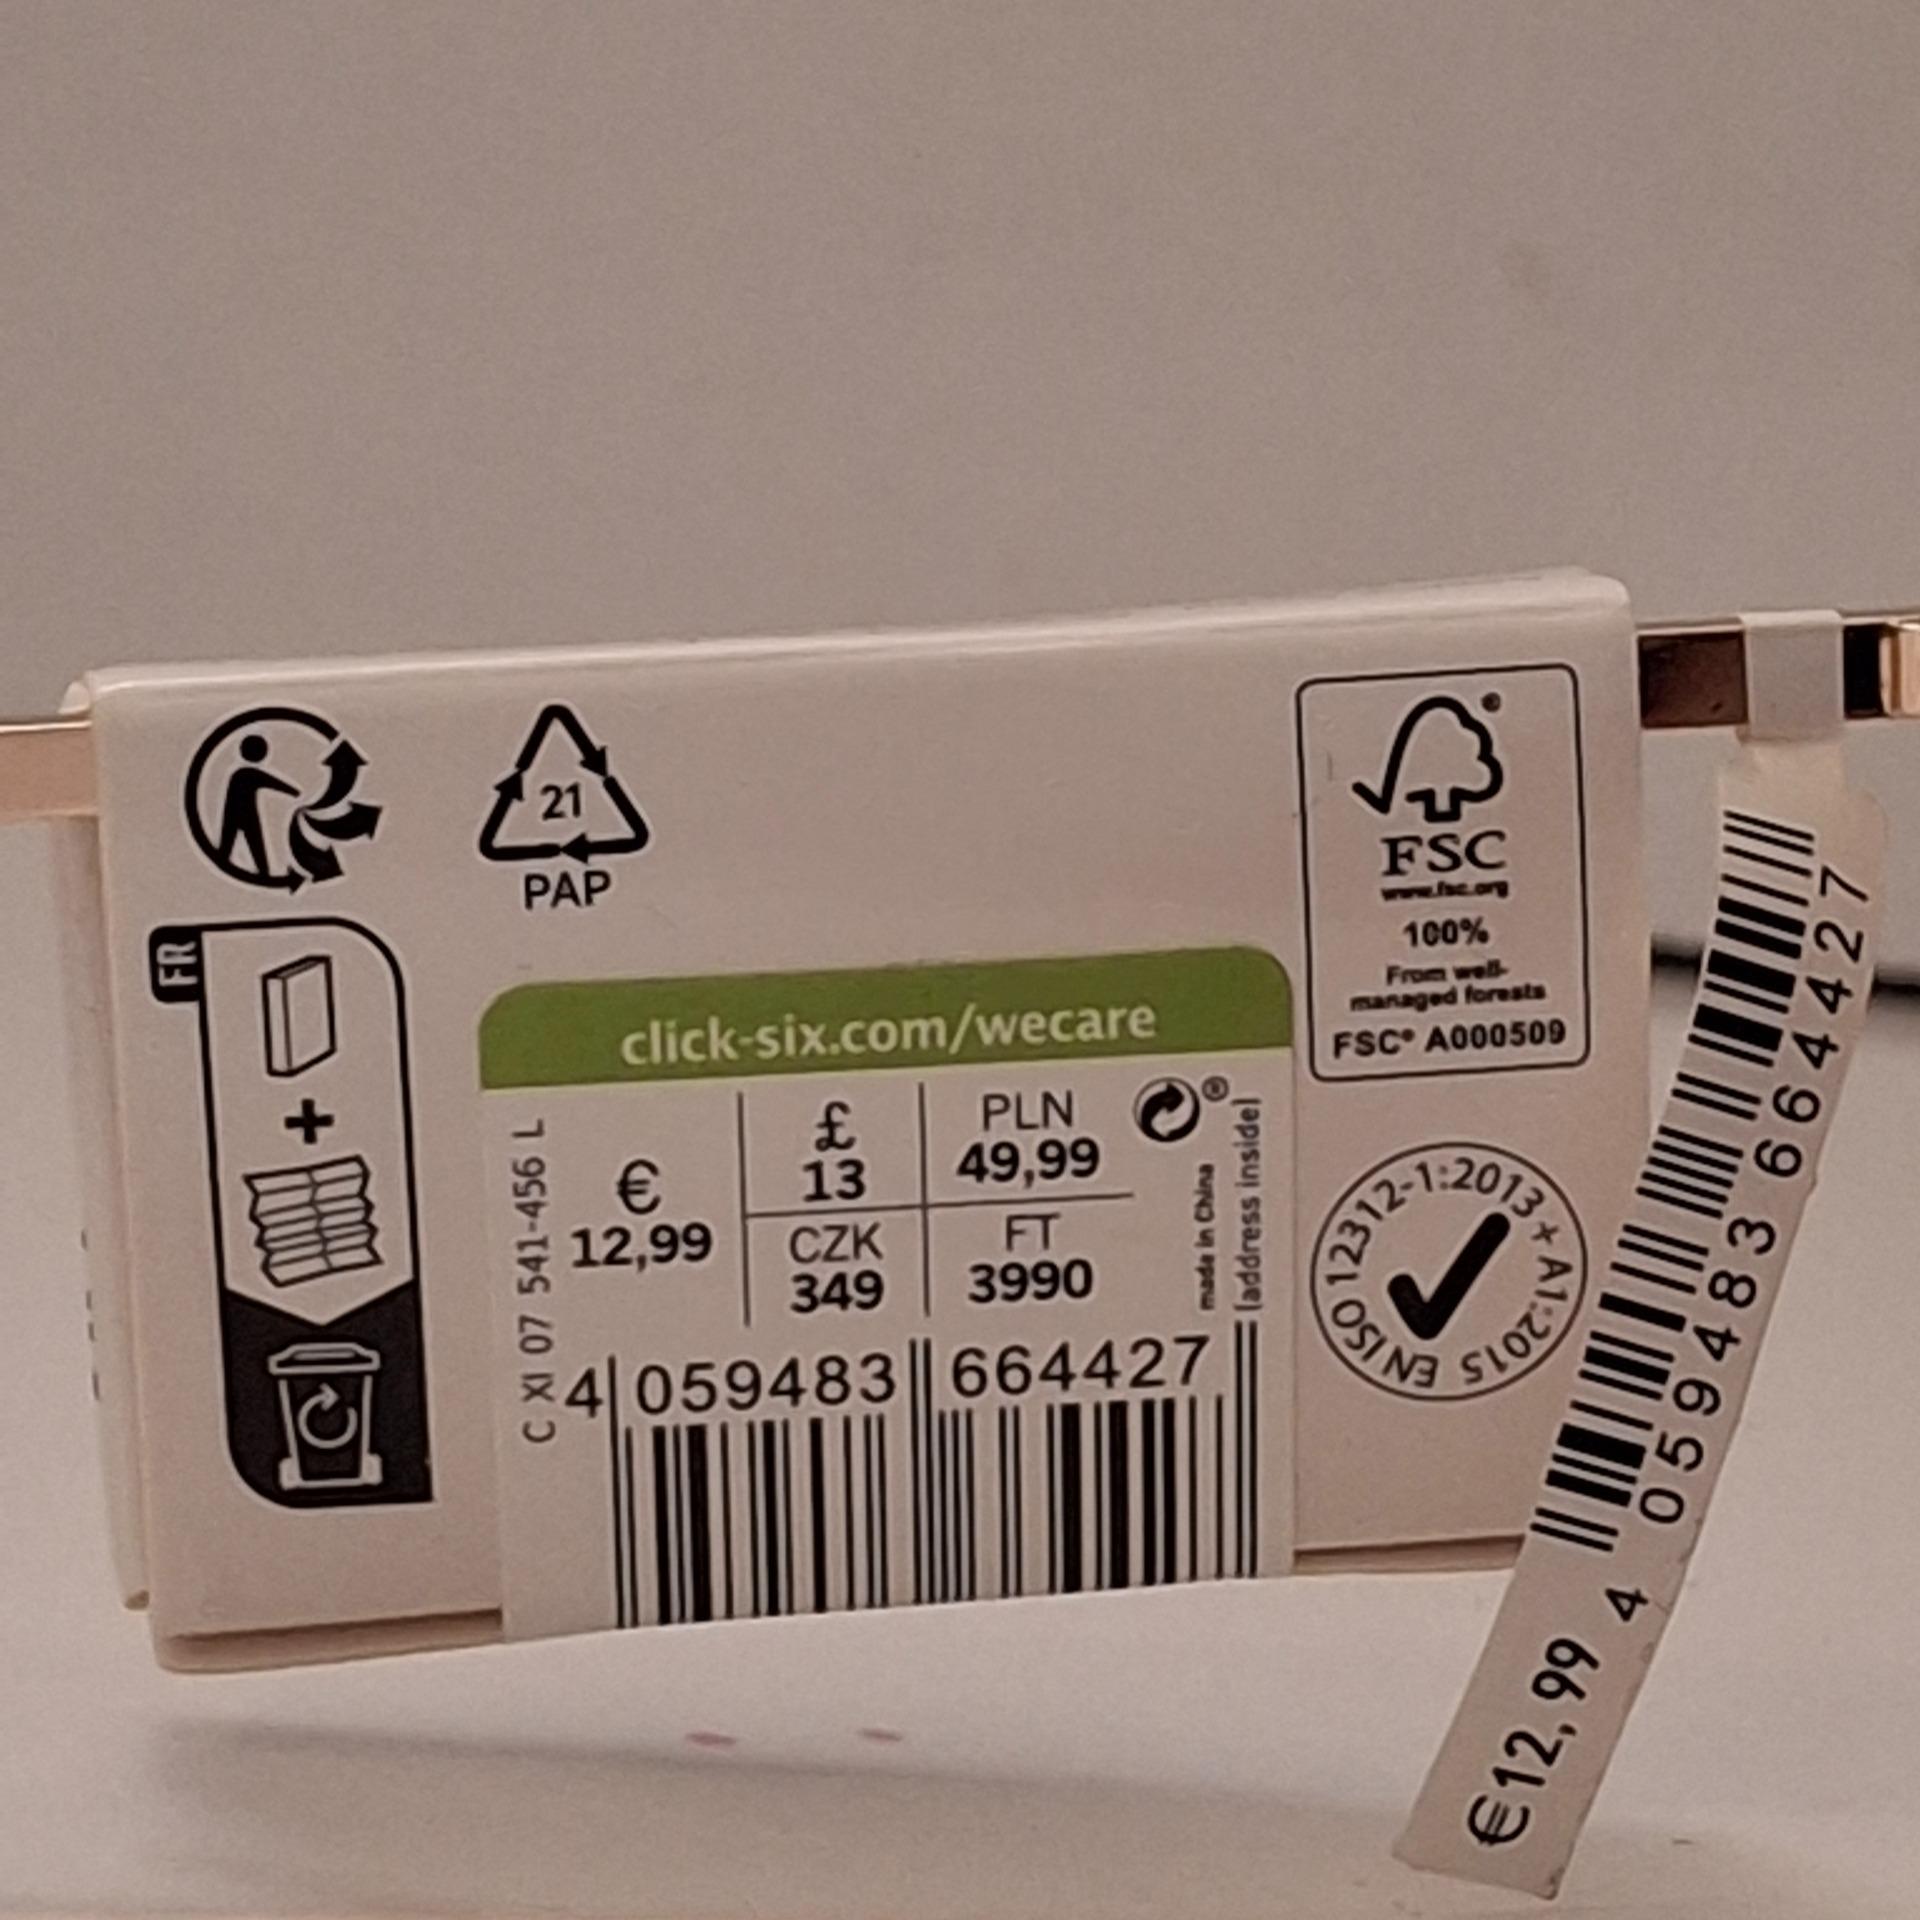 21
PAP
FR
FSC
www.fsc.org
100%
From well-
managed forests
FSC® A000509
click-six.com/wecare
C XI 07 541-456 L
€
12,99
£
13
PLN
49,99
CZK
349
FT
3990
made in China
[address inside]
4 059483 664427
EN ISO 12312-1:2013 + A1:2015
€12,99 4 059483 664427